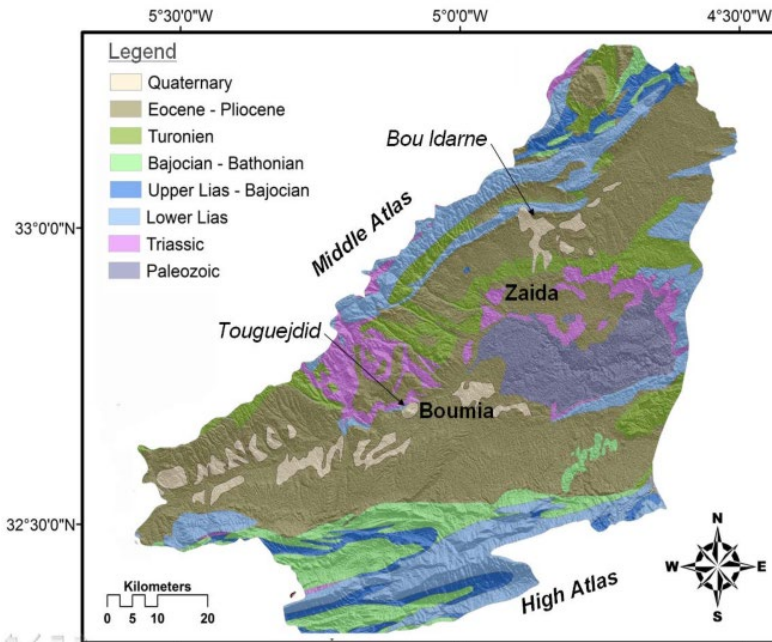 5°30'0"W
5°0'0"W
4°30'0"W
Legend
Quaternary
Eocene - Pliocene
Turonien
Bajocian - Bathonian
Upper Lias - Bajocian
Lower Lias
Triassic
Paleozoic
Bou Idarne
33°0'0"N
Middle Atlas
Zaida
Touguejdid
Boumia
32°30'0"N
High Atlas
N
W
E
S
Kilometers
0 5 10 20